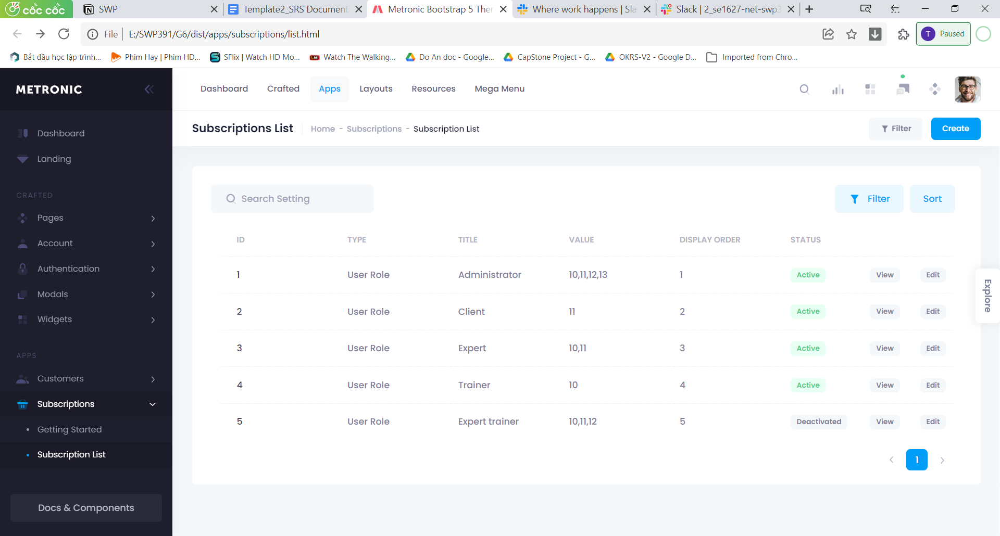 cốc cốc
SWP
Template2_SRS Document
Metronic Bootstrap 5 Ther
Where work happens | Sla
Slack | 2_se1627-net-swp3
File
E:/SWP391/G6/dist/apps/subscriptions/list.html
T
Paused
Bắt đầu học lập trình...
Phim Hay | Phim HD...
SFlix | Watch HD Mo...
LM
Watch The Walking...
Do An doc - Google...
CapStone Project - G...
OKRS-V2 - Google D...
Imported from Chro...
METRONIC
Dashboard
Crafted
Apps
Layouts
Resources
Mega Menu
Subscriptions List
Home - Subscriptions - Subscription List
Filter
Create
Dashboard
Landing
CRAFTED
Pages
Account
Authentication
Modals
Widgets
APPS
Customers
Subscriptions
Getting Started
Subscription List
Docs & Components
Search Setting
Filter
Sort
ID TYPE TITLE VALUE DISPLAY ORDER STATUS
1 User Role Administrator 10,11,12,13 1 Active View Edit
2 User Role Client 11 2 Active View Edit
3 User Role Expert 10,11 3 Active View Edit
4 User Role Trainer 10 4 Active View Edit
5 User Role Expert trainer 10,11,12 5 Deactivated View Edit
1
Explore